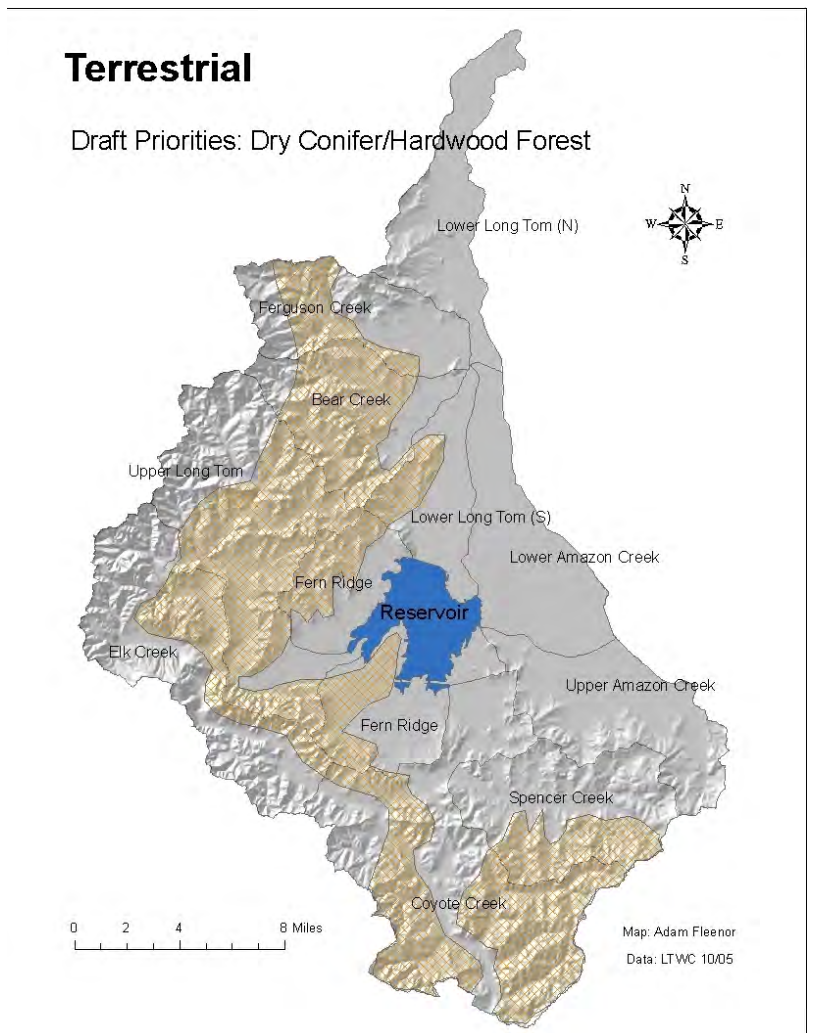 Terrestrial
Draft Priorities: Dry Conifer/Hardwood Forest
N
W E
S
Lower Long Tom (N)
Ferguson Creek
Bear Creek
Upper Long Tom
Lower Long Tom (S)
Lower Amazon Creek
Fern Ridge
Reservoir
Elk Creek
Upper Amazon Creek
Fern Ridge
Spencer Creek
Coyote Creek
0 2 4 8 Miles
Map: Adam Fleenor
Data: LTWC 10/05